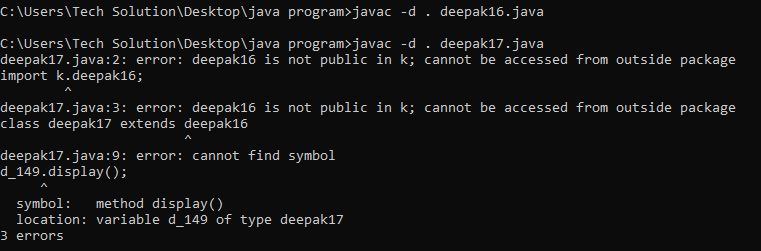 C:\Users\Tech Solution\Desktop\java program>javac -d . deepak16.java
C:\Users\Tech Solution\Desktop\java program>javac -d . deepak17.java
deepak17.java:2: error: deepak16 is not public in k; cannot be accessed from outside package
import k.deepak16;
^
deepak17.java:3: error: deepak16 is not public in k; cannot be accessed from outside package
class deepak17 extends deepak16
^
deepak17.java:9: error: cannot find symbol
d_149.display();
^
symbol:   method display()
location: variable d_149 of type deepak17
3 errors